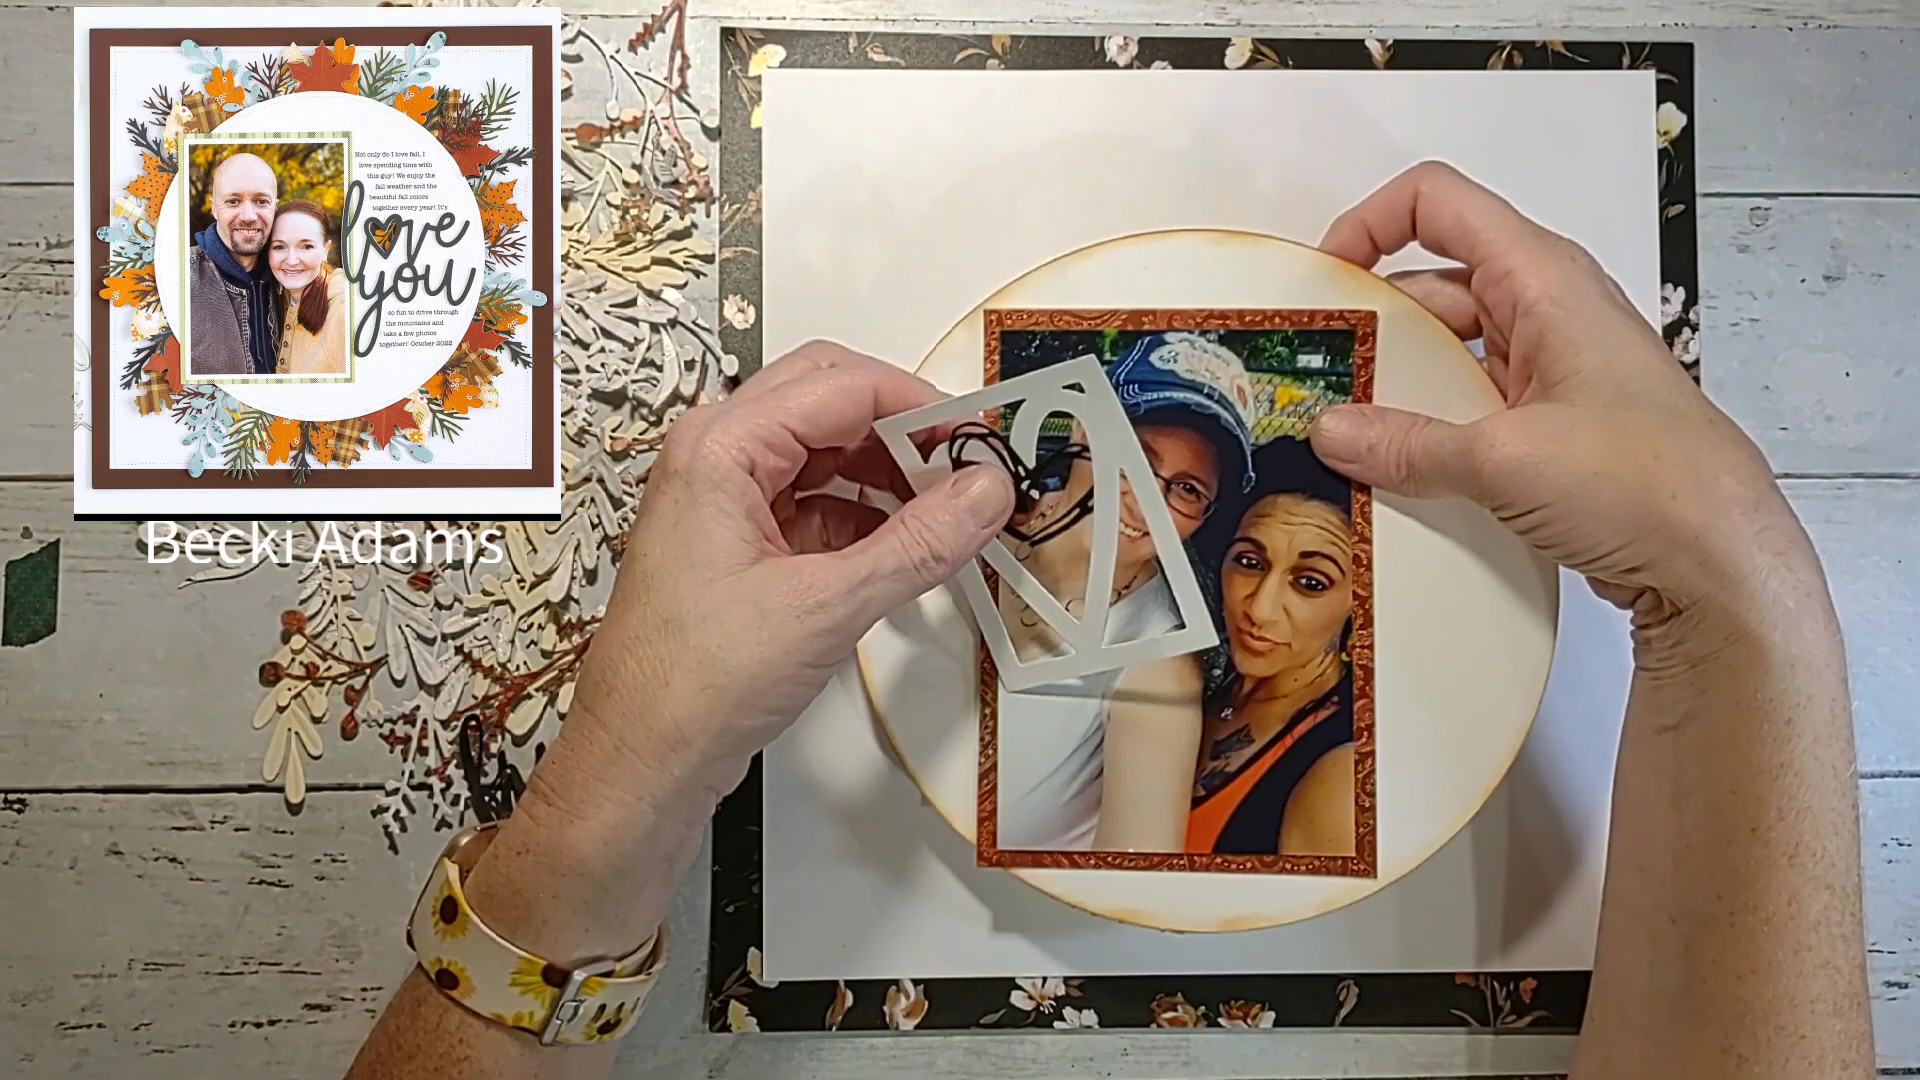 Not only do I love fall, I
love spending time with
this guy! We enjoy the
fall weather and the
beautiful fall colors
together every year! It's
love
you
so fun to drive through
the mountains and
take a few photos
together! October 2022
Becki Adams